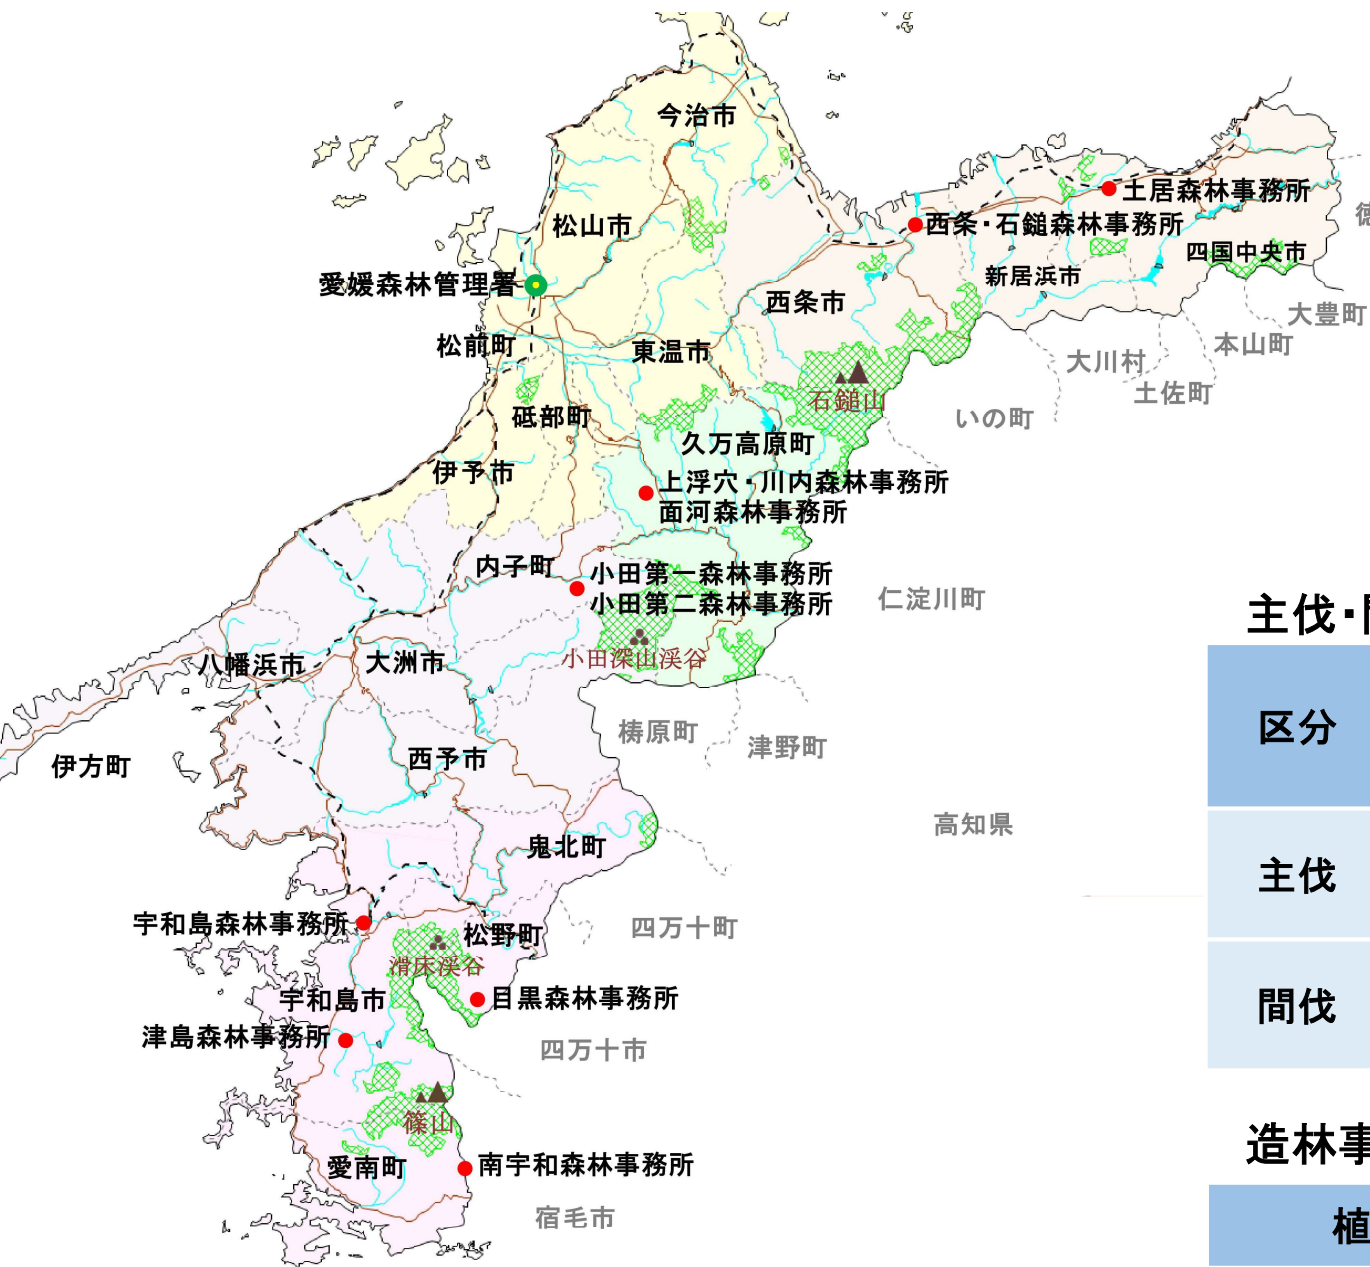 今治市
土居森林事務所
西条・石鎚森林事務所
徳
松山市
四国中央市
新居浜市
愛媛森林管理署
西条市
大豊町
松前町
東温市
本山町
大川村
土佐町
石鎚山
砥部町
いの町
久万高原町
伊予市
上浮穴・川内森林事務所
面河森林事務所
内子町
小田第一森林事務所
小田第二森林事務所
仁淀川町
主伐・
八幡浜市
大洲市
小田深山渓谷
区分
梼原町
津野町
西予市
伊方町
高知県
鬼北町
主伐
宇和島森林事務所
松野町
四万十町
滑床渓谷
宇和島市
目黒森林事務所
間伐
津島森林事務所
四万十市
篠山
造林事
愛南町
南宇和森林事務所
宿毛市
植